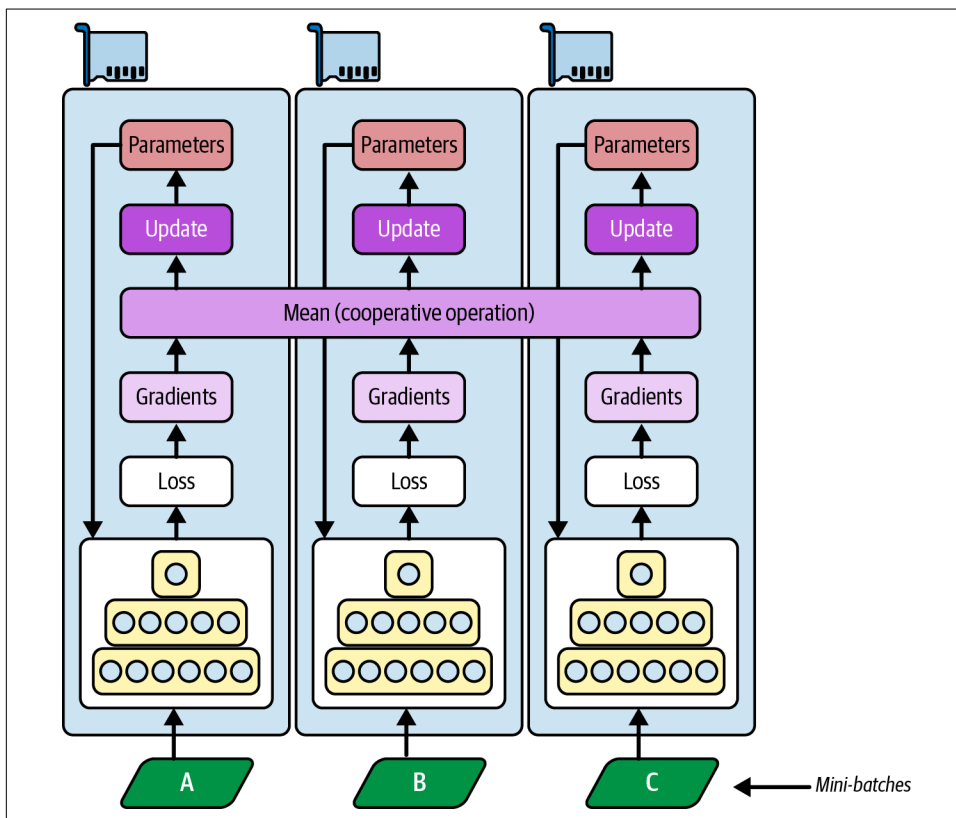 Parameters
Parameters
Parameters
Update
Update
Update
Mean (cooperative operation)
Gradients
Gradients
Gradients
Loss
Loss
Loss
A
B
C
Mini-batches